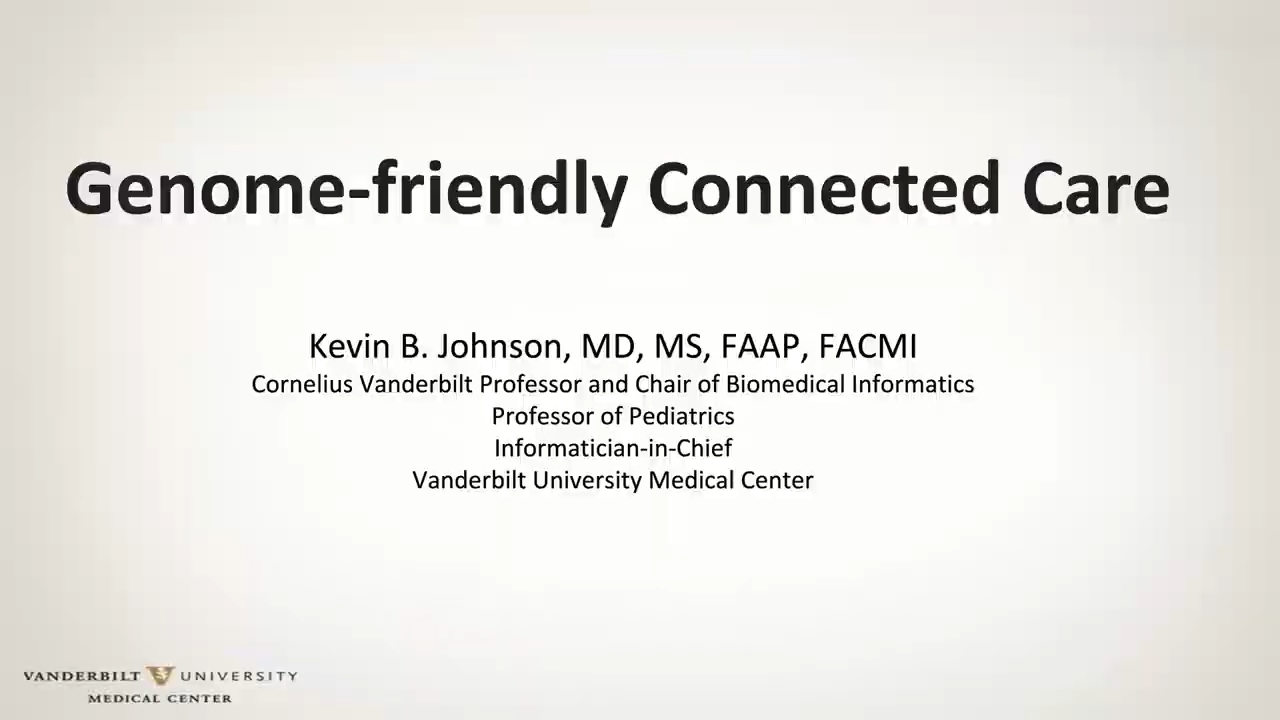 Genome-friendly Connected Care
Kevin B. Johnson, MD, MS, FAAP, FACMI
Cornelius Vanderbilt Professor and Chair of Biomedical Informatics
Professor of Pediatrics
Informatician-in-Chief
Vanderbilt University Medical Center
VANDERBILT UNIVERSITY
MEDICAL CENTER